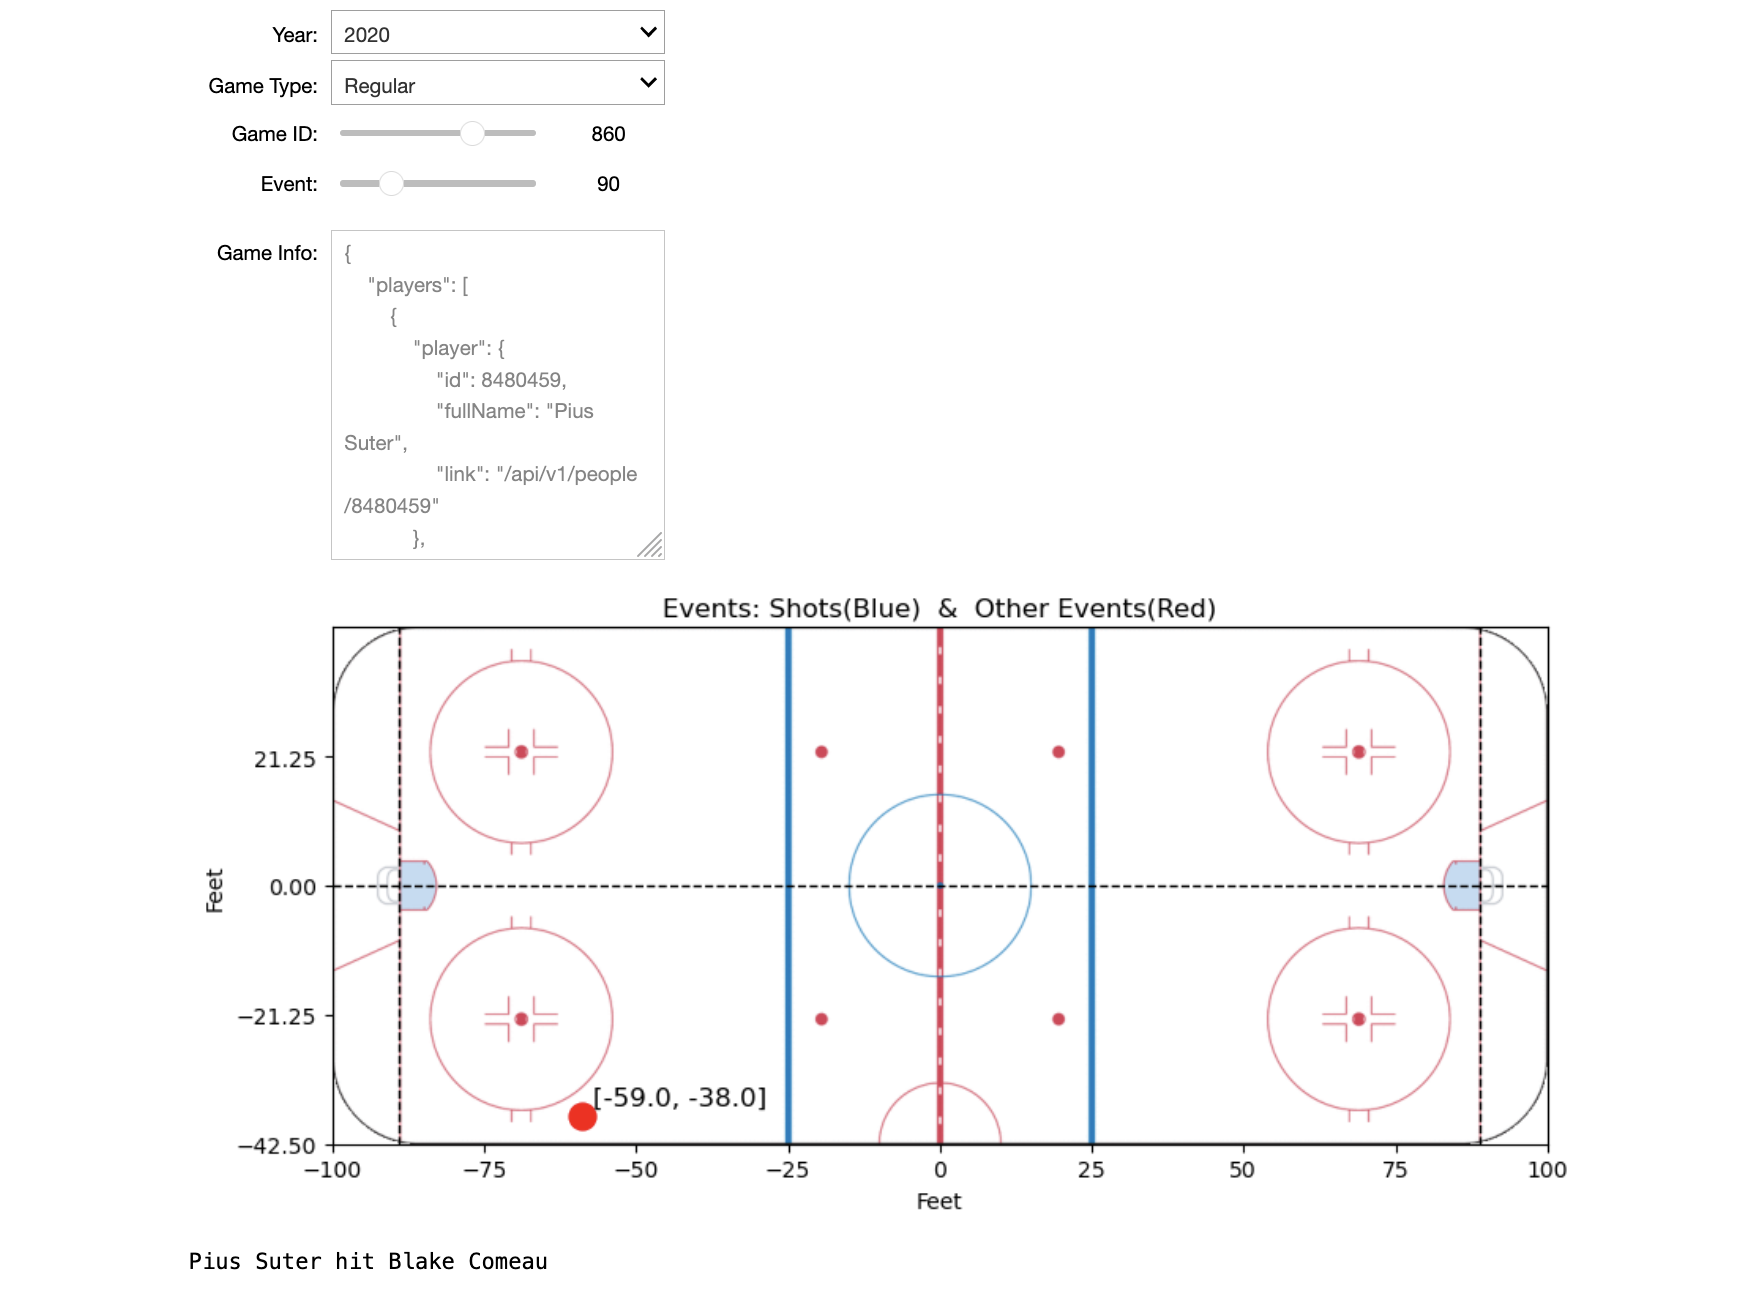 Year: 2020
Game Type: Regular
Game ID: 860
Event: 90
Game Info: {
"players": [
{
"player": {
"id": 8480459,
"fullName": "Pius
Suter",
"link": "/api/v1/people
/8480459"
},
Events: Shots(Blue) & Other Events(Red)
21.25
0.00
−21.25
−42.50
Feet
[-59.0, -38.0]
−100 −75 −50 −25 0 25 50 75 100
Feet
Pius Suter hit Blake Comeau